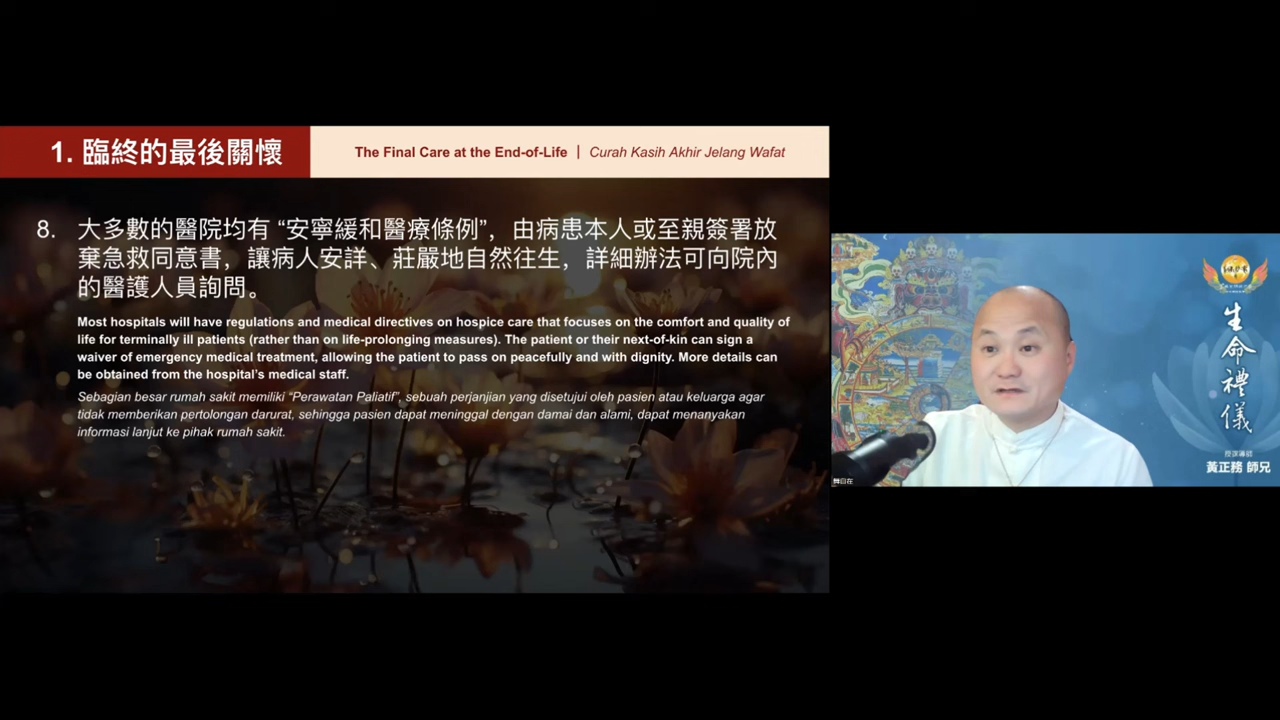 1. 臨終的最後關懷
The Final Care at the End-of-Life | Curah Kasih Akhir Jelang Wafat
8. 大多數的醫院均有 “安寧緩和醫療條例”，由病患本人或至親簽署放
棄急救同意書，讓病人安詳、莊嚴地自然往生，詳細辦法可向院內
的醫護人員詢問。
Most hospitals will have regulations and medical directives on hospice care that focuses on the comfort and quality of
life for terminally ill patients (rather than on life-prolonging measures). The patient or their next-of-kin can sign a
waiver of emergency medical treatment, allowing the patient to pass on peacefully and with dignity. More details can
be obtained from the hospital’s medical staff.
Sebagian besar rumah sakit memiliki “Perawatan Paliatif”, sebuah perjanjian yang disetujui oleh pasien atau keluarga agar
tidak memberikan pertolongan darurat, sehingga pasien dapat meninggal dengan damai dan alami, dapat menanyakan
informasi lanjut ke pihak rumah sakit.
生命禮儀
授課導師
黃正務 師兄